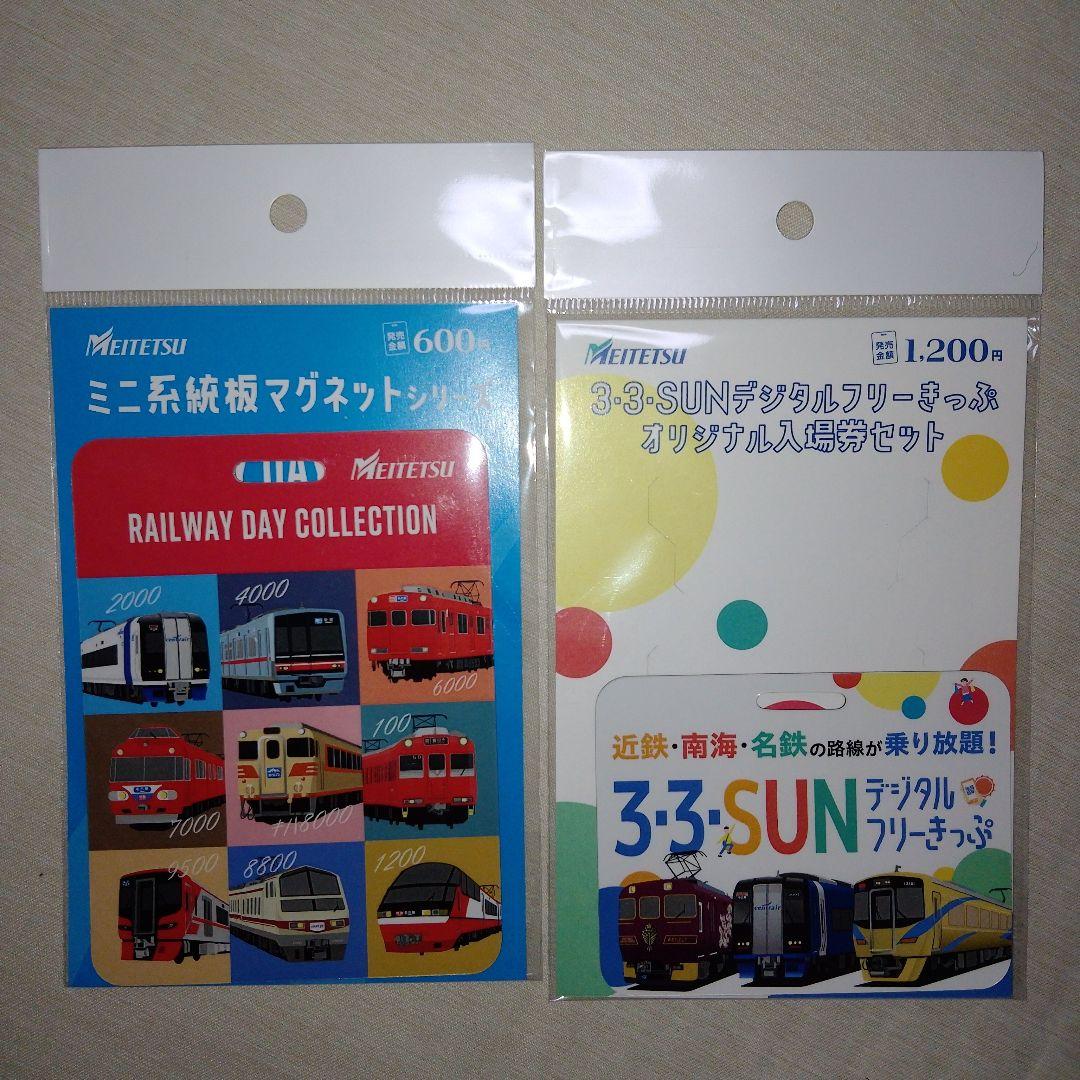 MEITETSU
発売金額 600円
ミニ系統板マグネットシリーズ
MEITETSU
RAILWAY DAY COLLECTION
2000
4000
6000
7000
キハ8000
100
9500
8800
1200
MEITETSU
発売金額 1,200円
3・3・SUNデジタルフリーきっぷ
オリジナル入場券セット
近鉄・南海・名鉄の路線が乗り放題!
3・3・SUN デジタル
フリーきっぷ
centrair
centrair